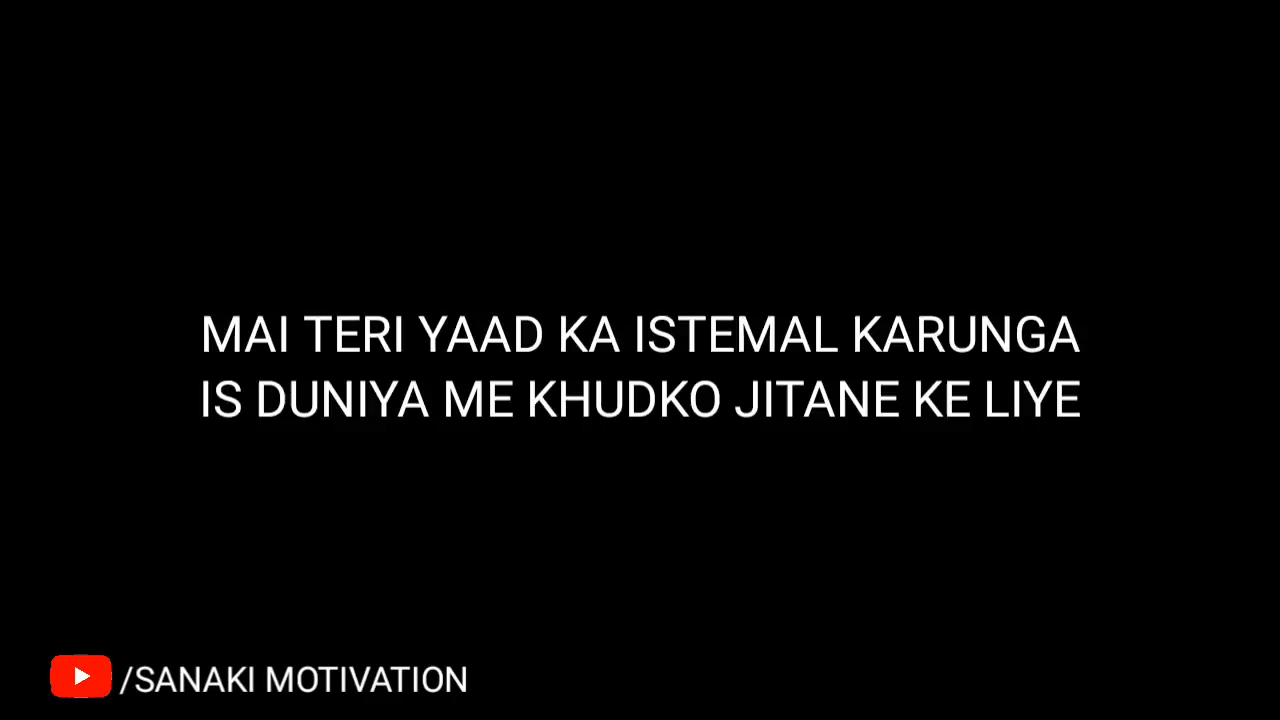 MAI TERI YAAD KA ISTEMAL KARUNGA
IS DUNIYA ME KHUDKO JITANE KE LIYE
/SANAKI MOTIVATION